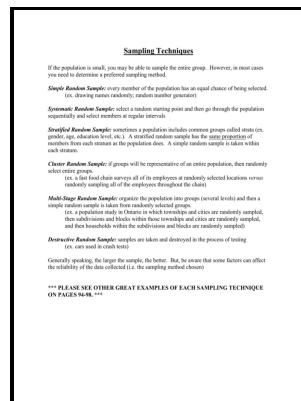 Sampling Techniques
If the population is small, you may be able to sample the entire group. However, in most cases
you need to determine a preferred sampling method.
Simple Random Sample: every member of the population has an equal chance of being selected.
(ex. drawing names randomly; random number generator)
Systematic Random Sample: select a random starting point and then go through the population
sequentially and select members at regular intervals
Stratified Random Sample: sometimes a population includes common groups called strata (ex.
gender, age, education level, etc.). A stratified random sample has the same proportion of
members from each stratum as the population does. A simple random sample is taken within
each stratum.
Cluster Random Sample: if groups will be representative of an entire population, then randomly
select entire groups.
(ex. a fast food chain surveys all of its employees at randomly selected locations versus
randomly sampling all of the employees throughout the chain)
Multi-Stage Random Sample: organize the population into groups (several levels) and then a
simple random sample is taken from randomly selected groups.
(ex. a population study in Ontario in which townships and cities are randomly sampled,
then subdivisions and blocks within those townships and cities are randomly sampled,
and then households within the subdivisions and blocks are randomly sampled)
Destructive Random Sample: samples are taken and destroyed in the process of testing
(ex. cars used in crash tests)
Generally speaking, the larger the sample, the better. But, be aware that some factors can affect
the reliability of the data collected (i.e. the sampling method chosen)
*** PLEASE SEE OTHER GREAT EXAMPLES OF EACH SAMPLING TECHNIQUE
ON PAGES 94-98. ***